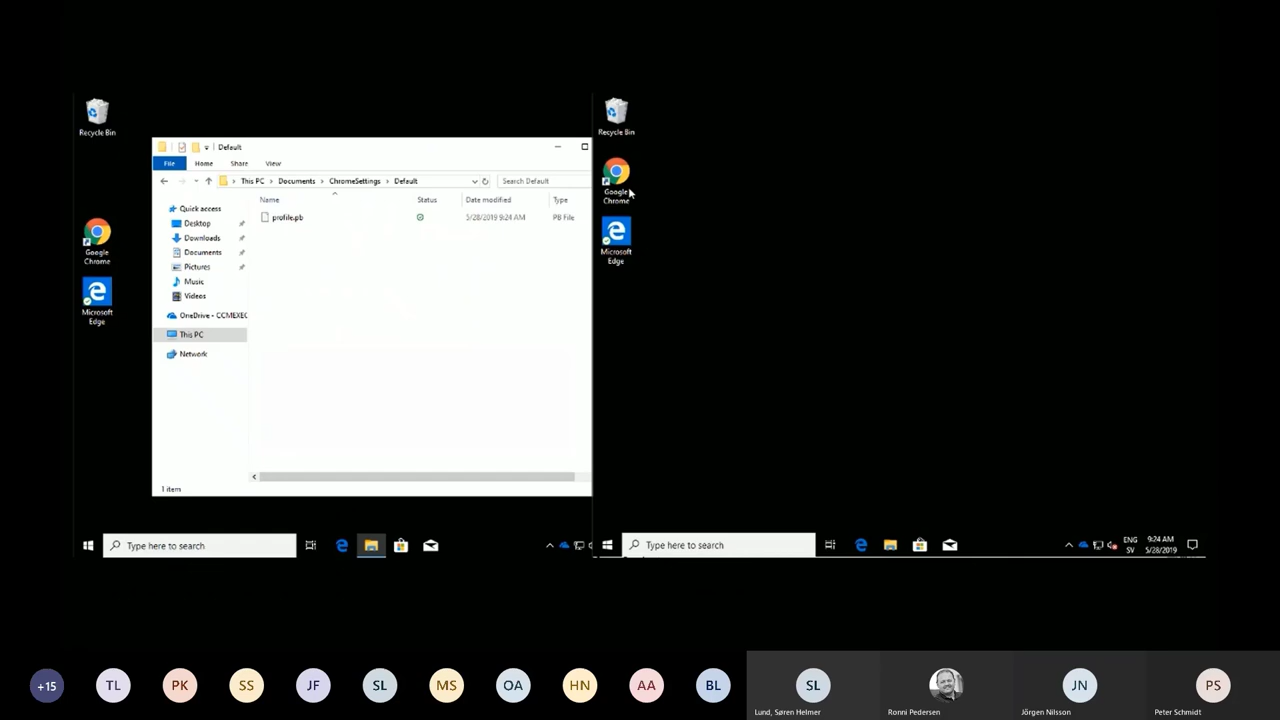 Recycle Bin
Google
Chrome
Microsoft
Edge
Default
File
Home
Share
View
This PC
Documents
ChromeSettings
Default
Search Default
Name
Status
Date modified
Type
profile.pb
5/28/2019 9:24 AM
PB File
Quick access
Desktop
Downloads
Documents
Pictures
Music
Videos
OneDrive - CCMEXEC
This PC
Network
1 item
Type here to search
Recycle Bin
Google
Chrome
Microsoft
Edge
Type here to search
ENG
SV
9:24 AM
5/28/2019
+15
TL
PK
SS
JF
SL
MS
OA
HN
AA
BL
SL
Lund, Søren Helmer
Ronni Pedersen
JN
Jörgen Nilsson
PS
Peter Schmidt